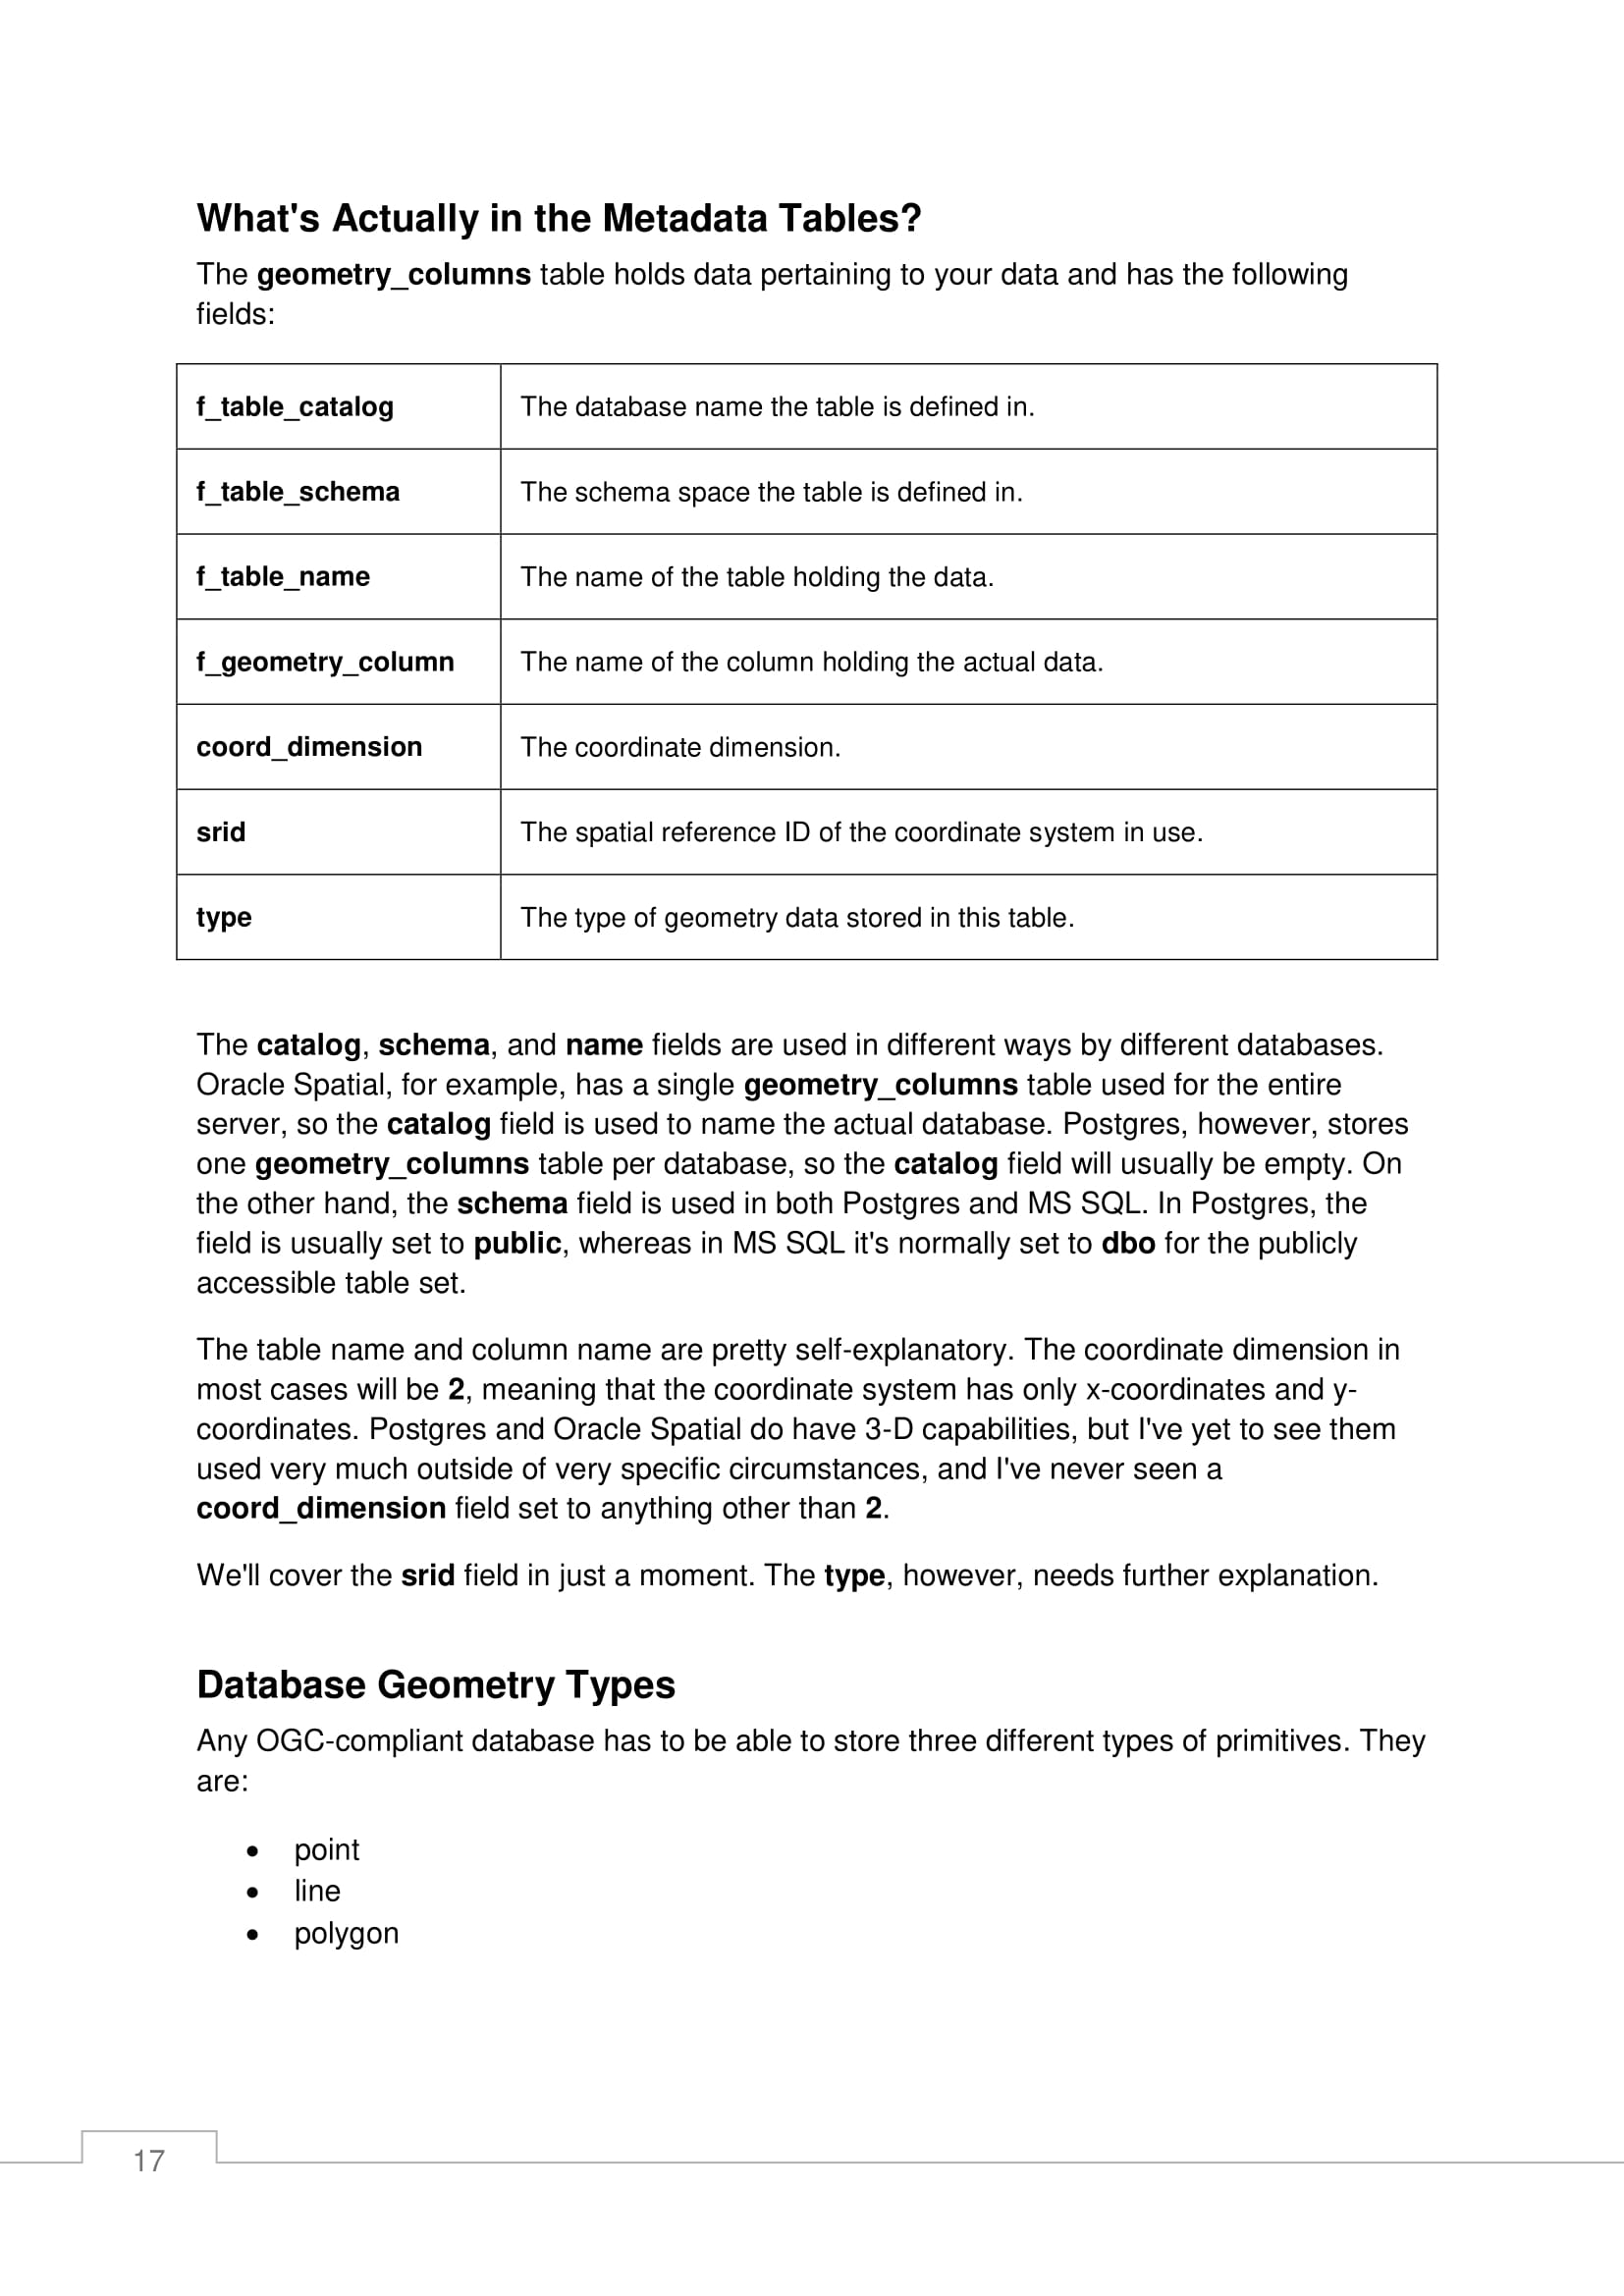 What's Actually in the Metadata Tables?
The geometry_columns table holds data pertaining to your data and has the following
fields:
f_table_catalog The database name the table is defined in.
f_table_schema The schema space the table is defined in.
f_table_name The name of the table holding the data.
f_geometry_column The name of the column holding the actual data.
coord_dimension The coordinate dimension.
srid The spatial reference ID of the coordinate system in use.
type The type of geometry data stored in this table.
The catalog, schema, and name fields are used in different ways by different databases.
Oracle Spatial, for example, has a single geometry_columns table used for the entire
server, so the catalog field is used to name the actual database. Postgres, however, stores
one geometry_columns table per database, so the catalog field will usually be empty. On
the other hand, the schema field is used in both Postgres and MS SQL. In Postgres, the
field is usually set to public, whereas in MS SQL it's normally set to dbo for the publicly
accessible table set.
The table name and column name are pretty self-explanatory. The coordinate dimension in
most cases will be 2, meaning that the coordinate system has only x-coordinates and y-
coordinates. Postgres and Oracle Spatial do have 3-D capabilities, but I've yet to see them
used very much outside of very specific circumstances, and I've never seen a
coord_dimension field set to anything other than 2.
We'll cover the srid field in just a moment. The type, however, needs further explanation.
Database Geometry Types
Any OGC-compliant database has to be able to store three different types of primitives. They
are:
• point
• line
• polygon
17